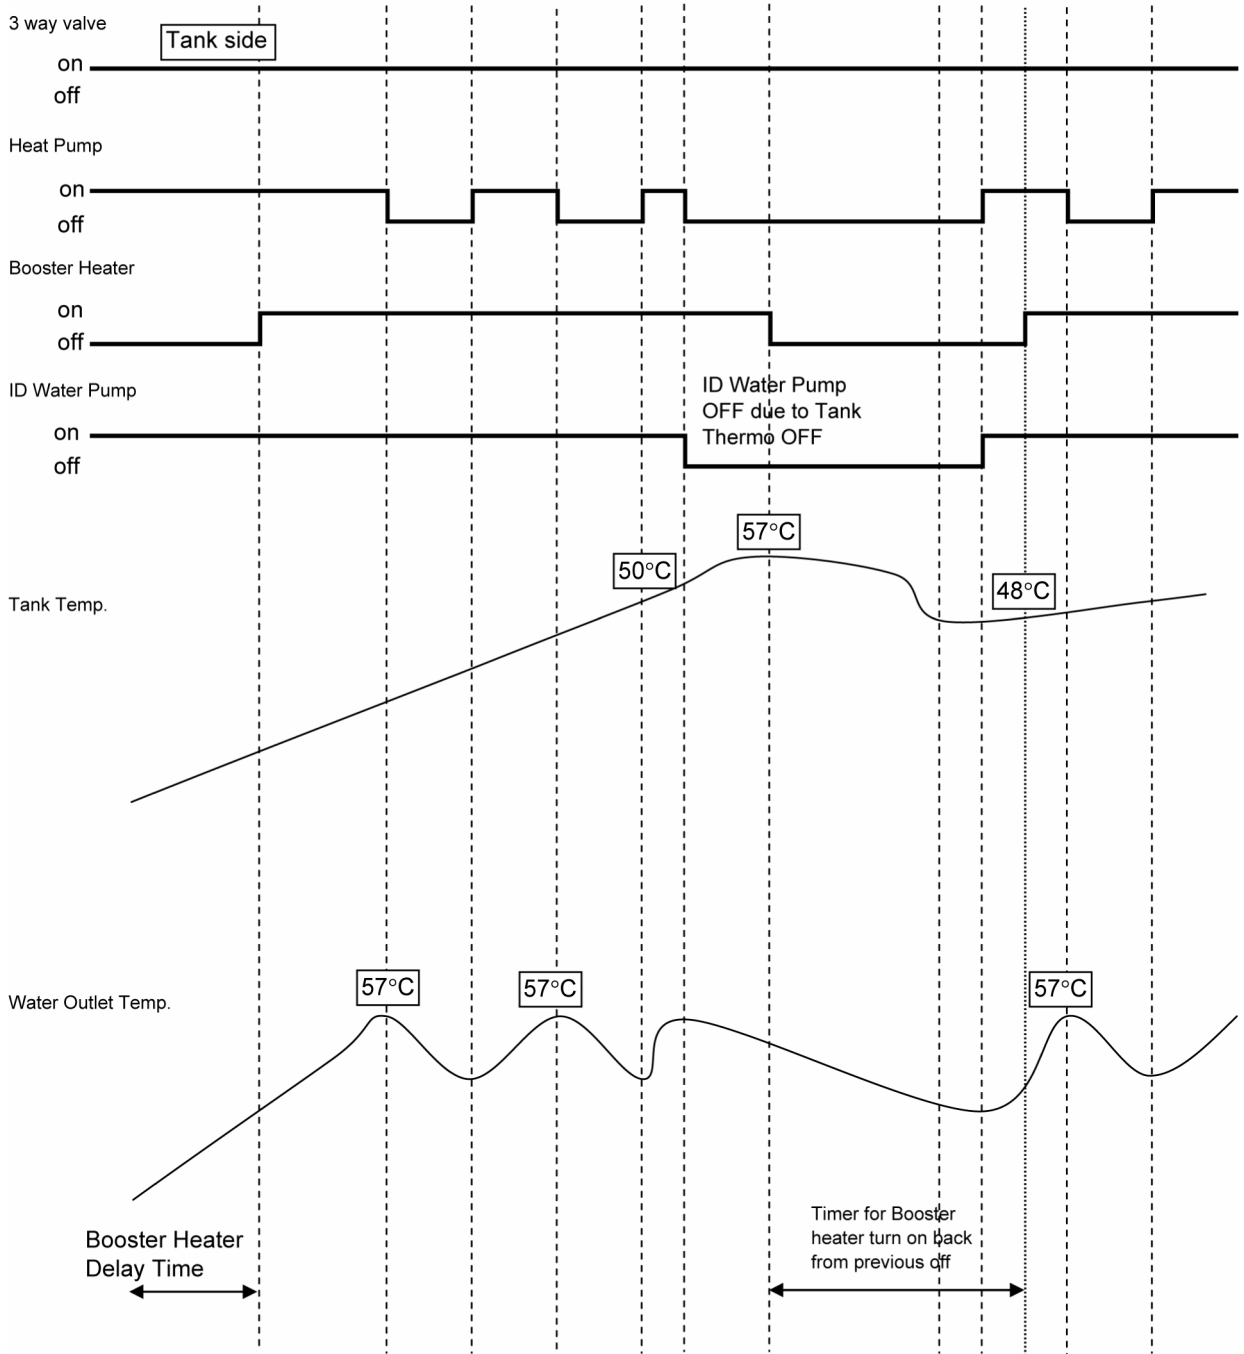 3 way valve
Tank side
on
off
Heat Pump
on
off
Booster Heater
on
off
ID Water Pump
on
off
ID Water Pump
OFF due to Tank
Thermo OFF
57°C
50°C
48°C
Tank Temp.
57°C
57°C
57°C
Water Outlet Temp.
Booster Heater
Delay Time
Timer for Booster
heater turn on back
from previous off